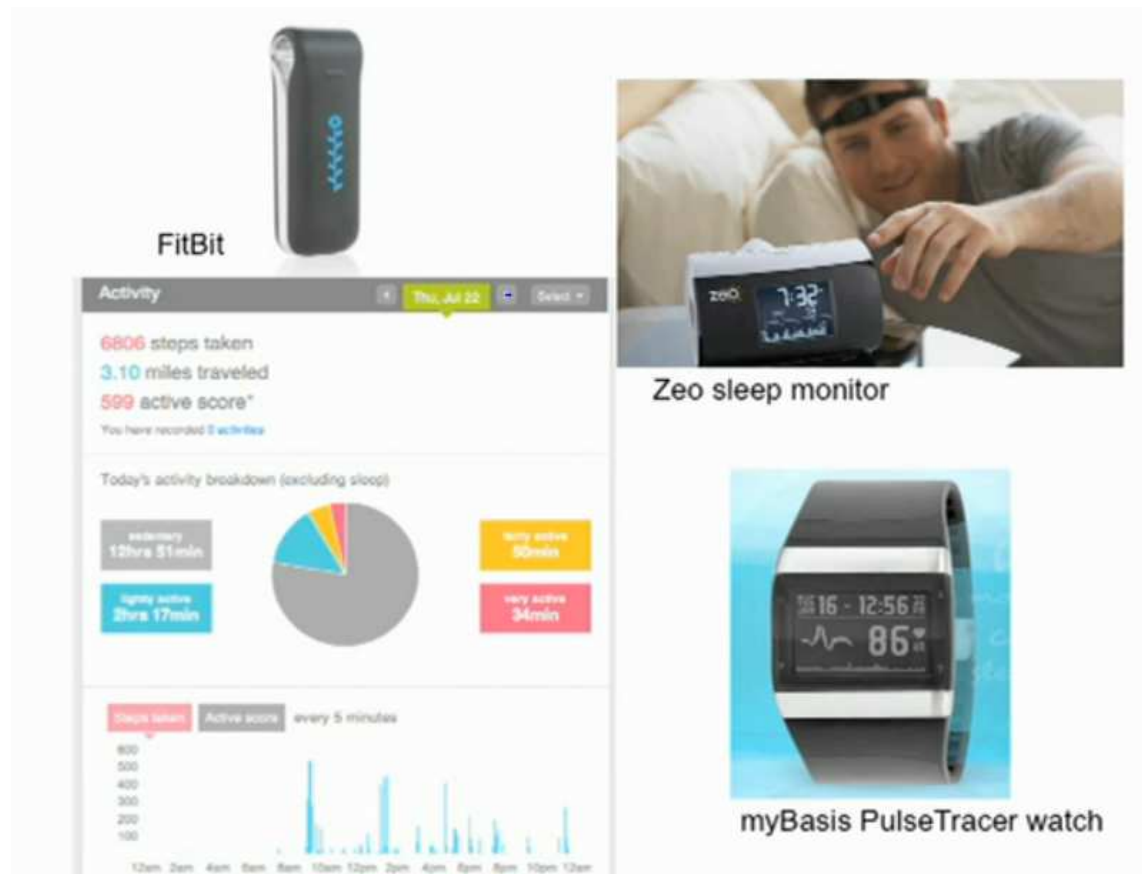 FitBit
Activity
Thu, Jul 22
Select
6806 steps taken
3.10 miles traveled
599 active score*
You have recorded 0 activities
Today's activity breakdown (excluding sleep)
sedentary
12hrs 51min
lightly active
2hrs 17min
fairly active
50min
very active
34min
Steps taken Active score every 5 minutes
600
500
400
300
200
100
12am 2am 4am 6am 8am 10am 12pm 2pm 4pm 6pm 8pm 10pm 12am
zeo
7:32
Zeo sleep monitor
16 - 12:56
86
myBasis PulseTracer watch